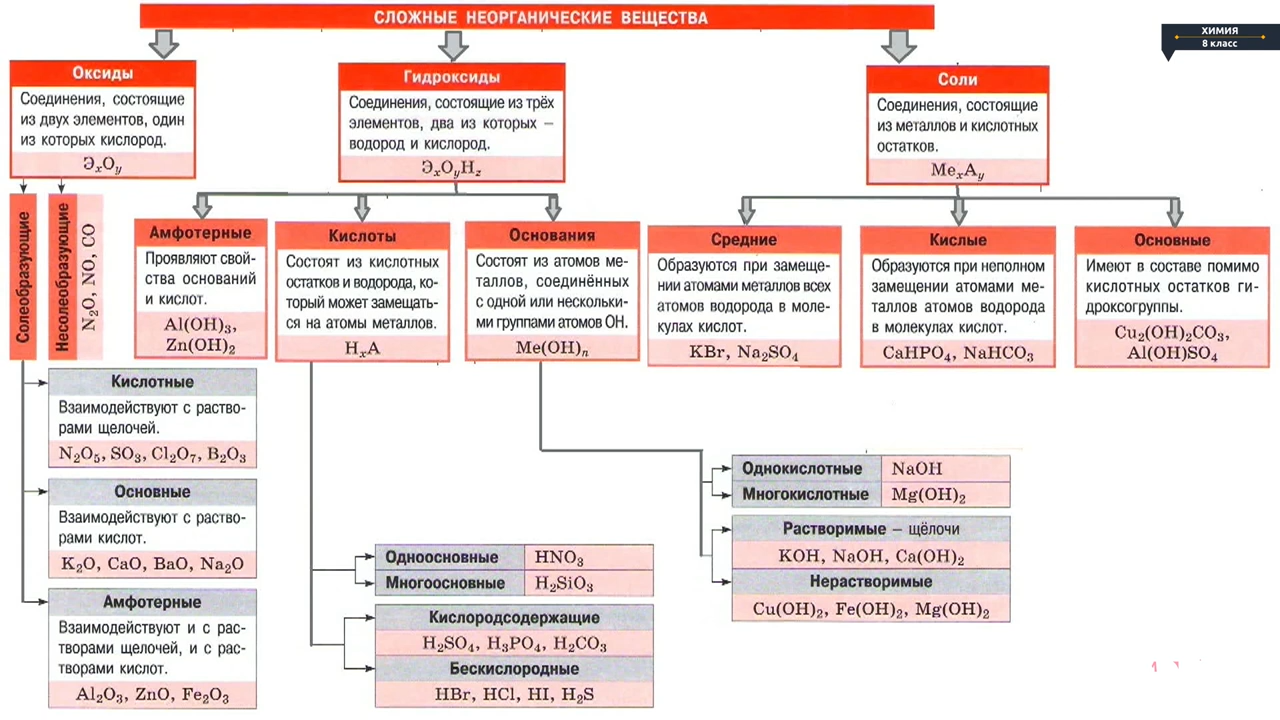 СЛОЖНЫЕ НЕОРГАНИЧЕСКИЕ ВЕЩЕСТВА
ХИМИЯ
8 класс
Оксиды
Соединения, состоящие
из двух элементов, один
из которых кислород.
ЭₓOᵧ
Гидроксиды
Соединения, состоящие из трёх
элементов, два из которых –
водород и кислород.
ЭₓOᵧH_z
Соли
Соединения, состоящие
из металлов и кислотных
остатков.
MeₓAᵧ
Солеобразующие
Несолеобразующие
N₂O, NO, CO
Амфотерные
Проявляют свой-
ства оснований
и кислот.
Al(OH)₃,
Zn(OH)₂
Кислоты
Состоят из кислотных
остатков и водорода, ко-
торый может замещать-
ся на атомы металлов.
HₓA
Основания
Состоят из атомов ме-
таллов, соединённых
с одной или нескольки-
ми группами атомов ОН.
Me(OH)ₙ
Средние
Образуются при замеще-
нии атомами металлов всех
атомов водорода в моле-
кулах кислот.
KBr, Na₂SO₄
Кислые
Образуются при неполном
замещении атомами ме-
таллов атомов водорода
в молекулах кислот.
CaHPO₄, NaHCO₃
Основные
Имеют в составе помимо
кислотных остатков ги-
дроксогруппы.
Cu₂(OH)₂CO₃,
Al(OH)SO₄
Кислотные
Взаимодействуют с раство-
рами щелочей.
N₂O₅, SO₃, Cl₂O₇, B₂O₃
Основные
Взаимодействуют с раство-
рами кислот.
K₂O, CaO, BaO, Na₂O
Амфотерные
Взаимодействуют и с рас-
творами щелочей, и с рас-
творами кислот.
Al₂O₃, ZnO, Fe₂O₃
Одноосновные HNO₃
Многоосновные H₂SiO₃
Кислородсодержащие
H₂SO₄, H₃PO₄, H₂CO₃
Бескислородные
HBr, HCl, HI, H₂S
Однокислотные NaOH
Многокислотные Mg(OH)₂
Растворимые – щёлочи
KOH, NaOH, Ca(OH)₂
Нерастворимые
Cu(OH)₂, Fe(OH)₂, Mg(OH)₂